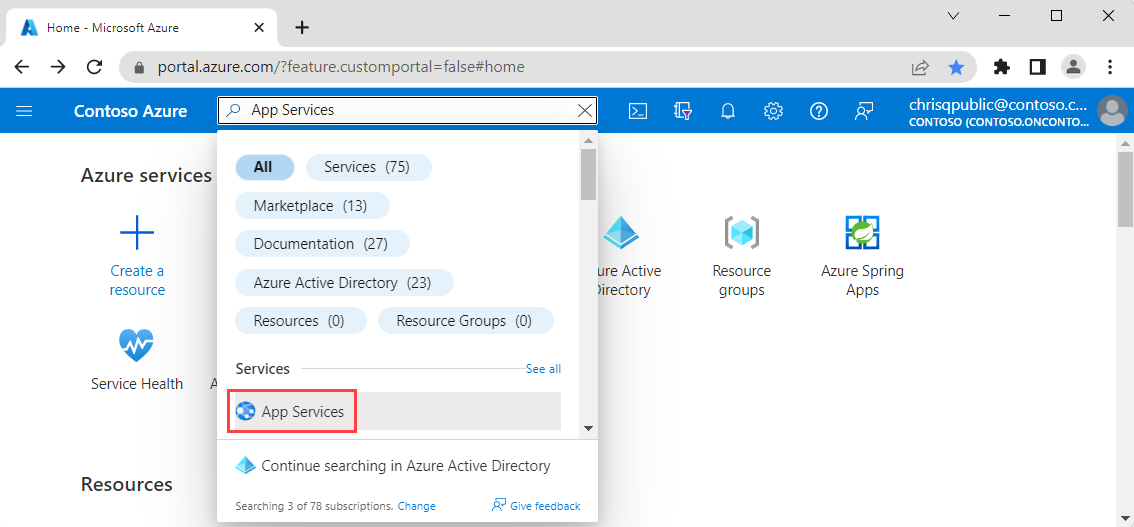 Home - Microsoft Azure
portal.azure.com/?feature.customportal=false#home
Contoso Azure
App Services
chrisqpublic@contoso.c...
CONTOSO (CONTOSO.ONCONTO...
Azure services
All
Services (75)
Marketplace (13)
Documentation (27)
Azure Active Directory (23)
Resources (0)
Resource Groups (0)
Services
See all
App Services
Continue searching in Azure Active Directory
Searching 3 of 78 subscriptions. Change
Give feedback
Create a
resource
Active
Resource
groups
Azure Spring
Apps
Service Health
Resources